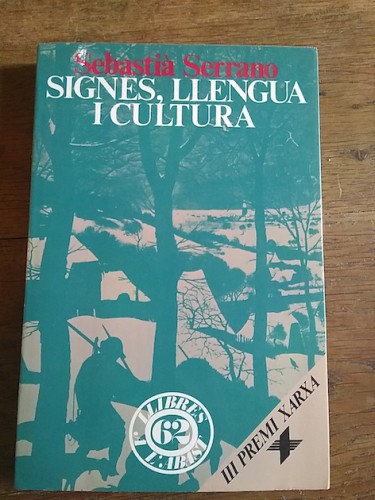 Sebastià Serrano
SIGNES, LLENGUA
I CULTURA
LLIBRES
62
L'ABAST
III PREMI XARXA